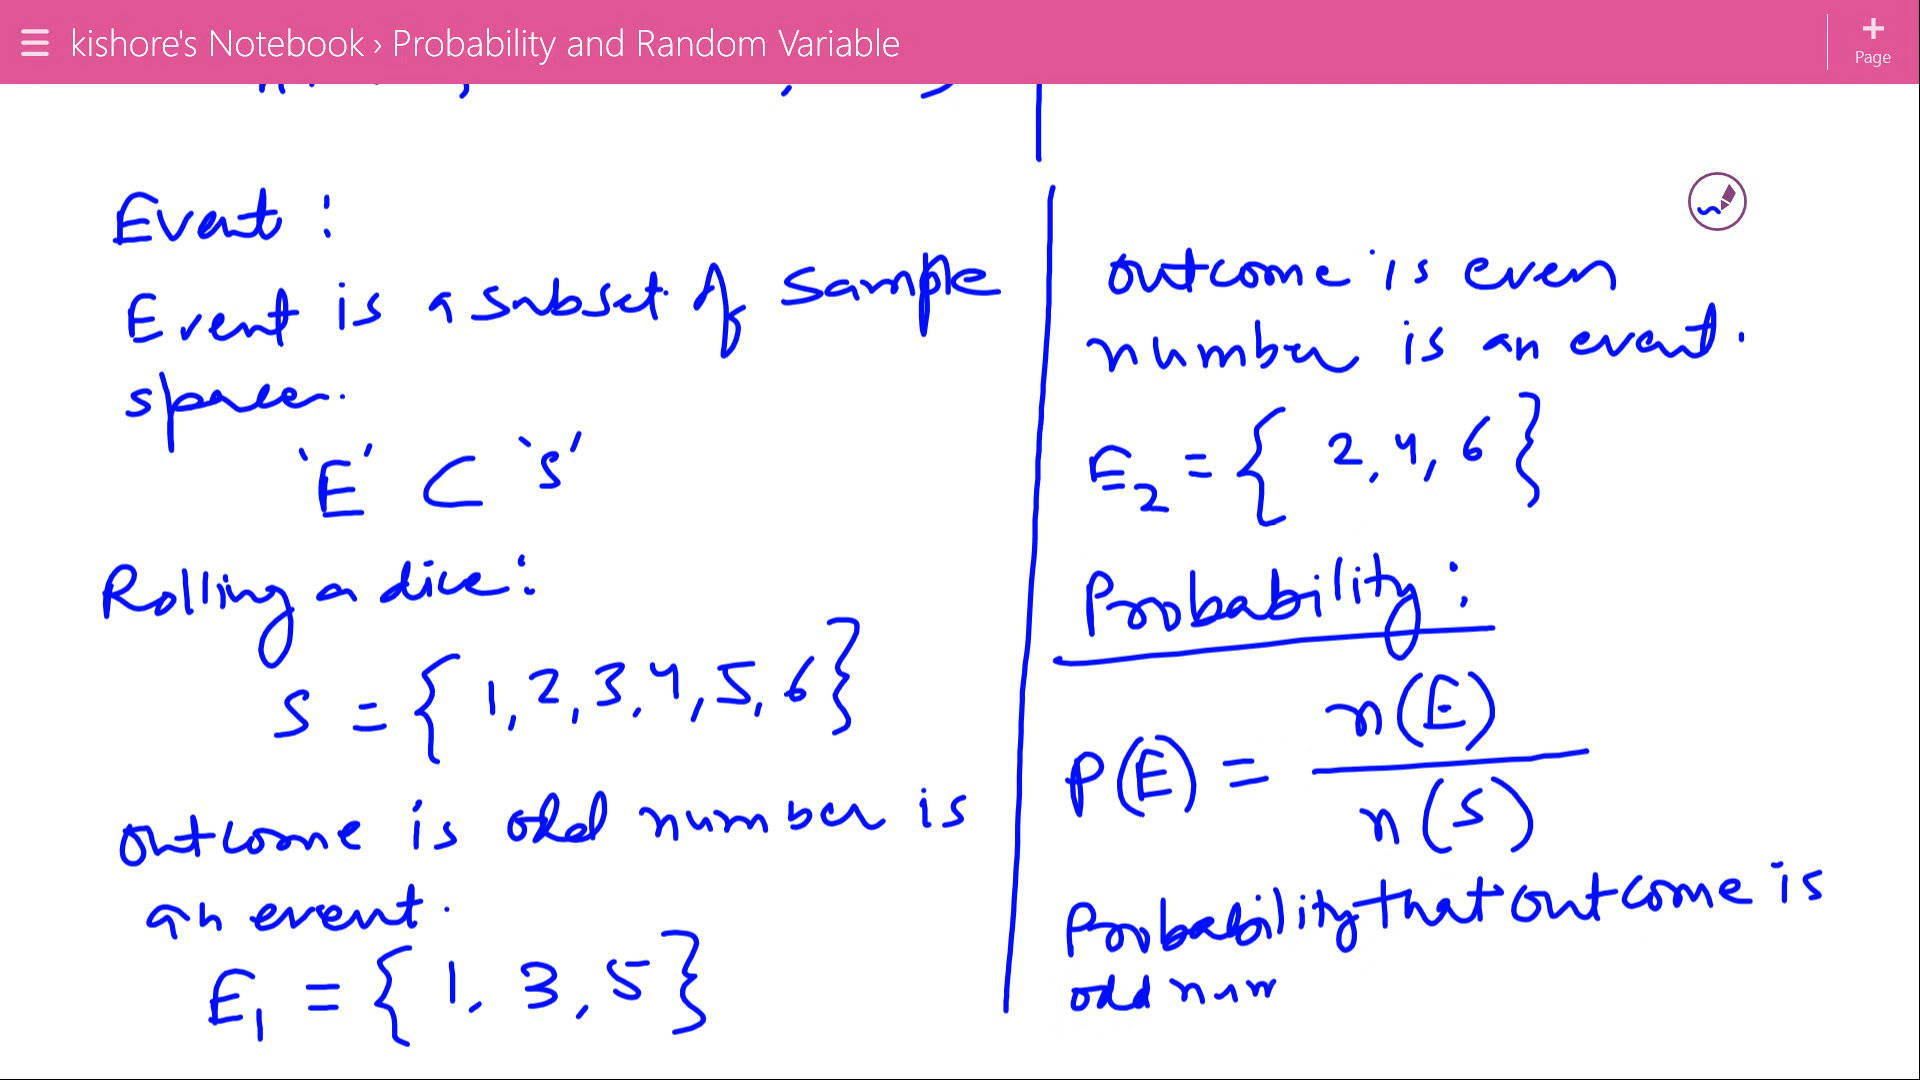 kishore's Notebook › Probability and Random Variable
Page
Event :
Event is a subset of sample
space.
'E' ⊂ 'S'
Rolling a dice :
S = { 1, 2, 3, 4, 5, 6 }
outcome is odd number is
an event.
E₁ = { 1, 3, 5 }
outcome is even
number is an event.
E₂ = { 2, 4, 6 }
Probability :
P(E) = n(E) / n(S)
Probability that outcome is
odd num